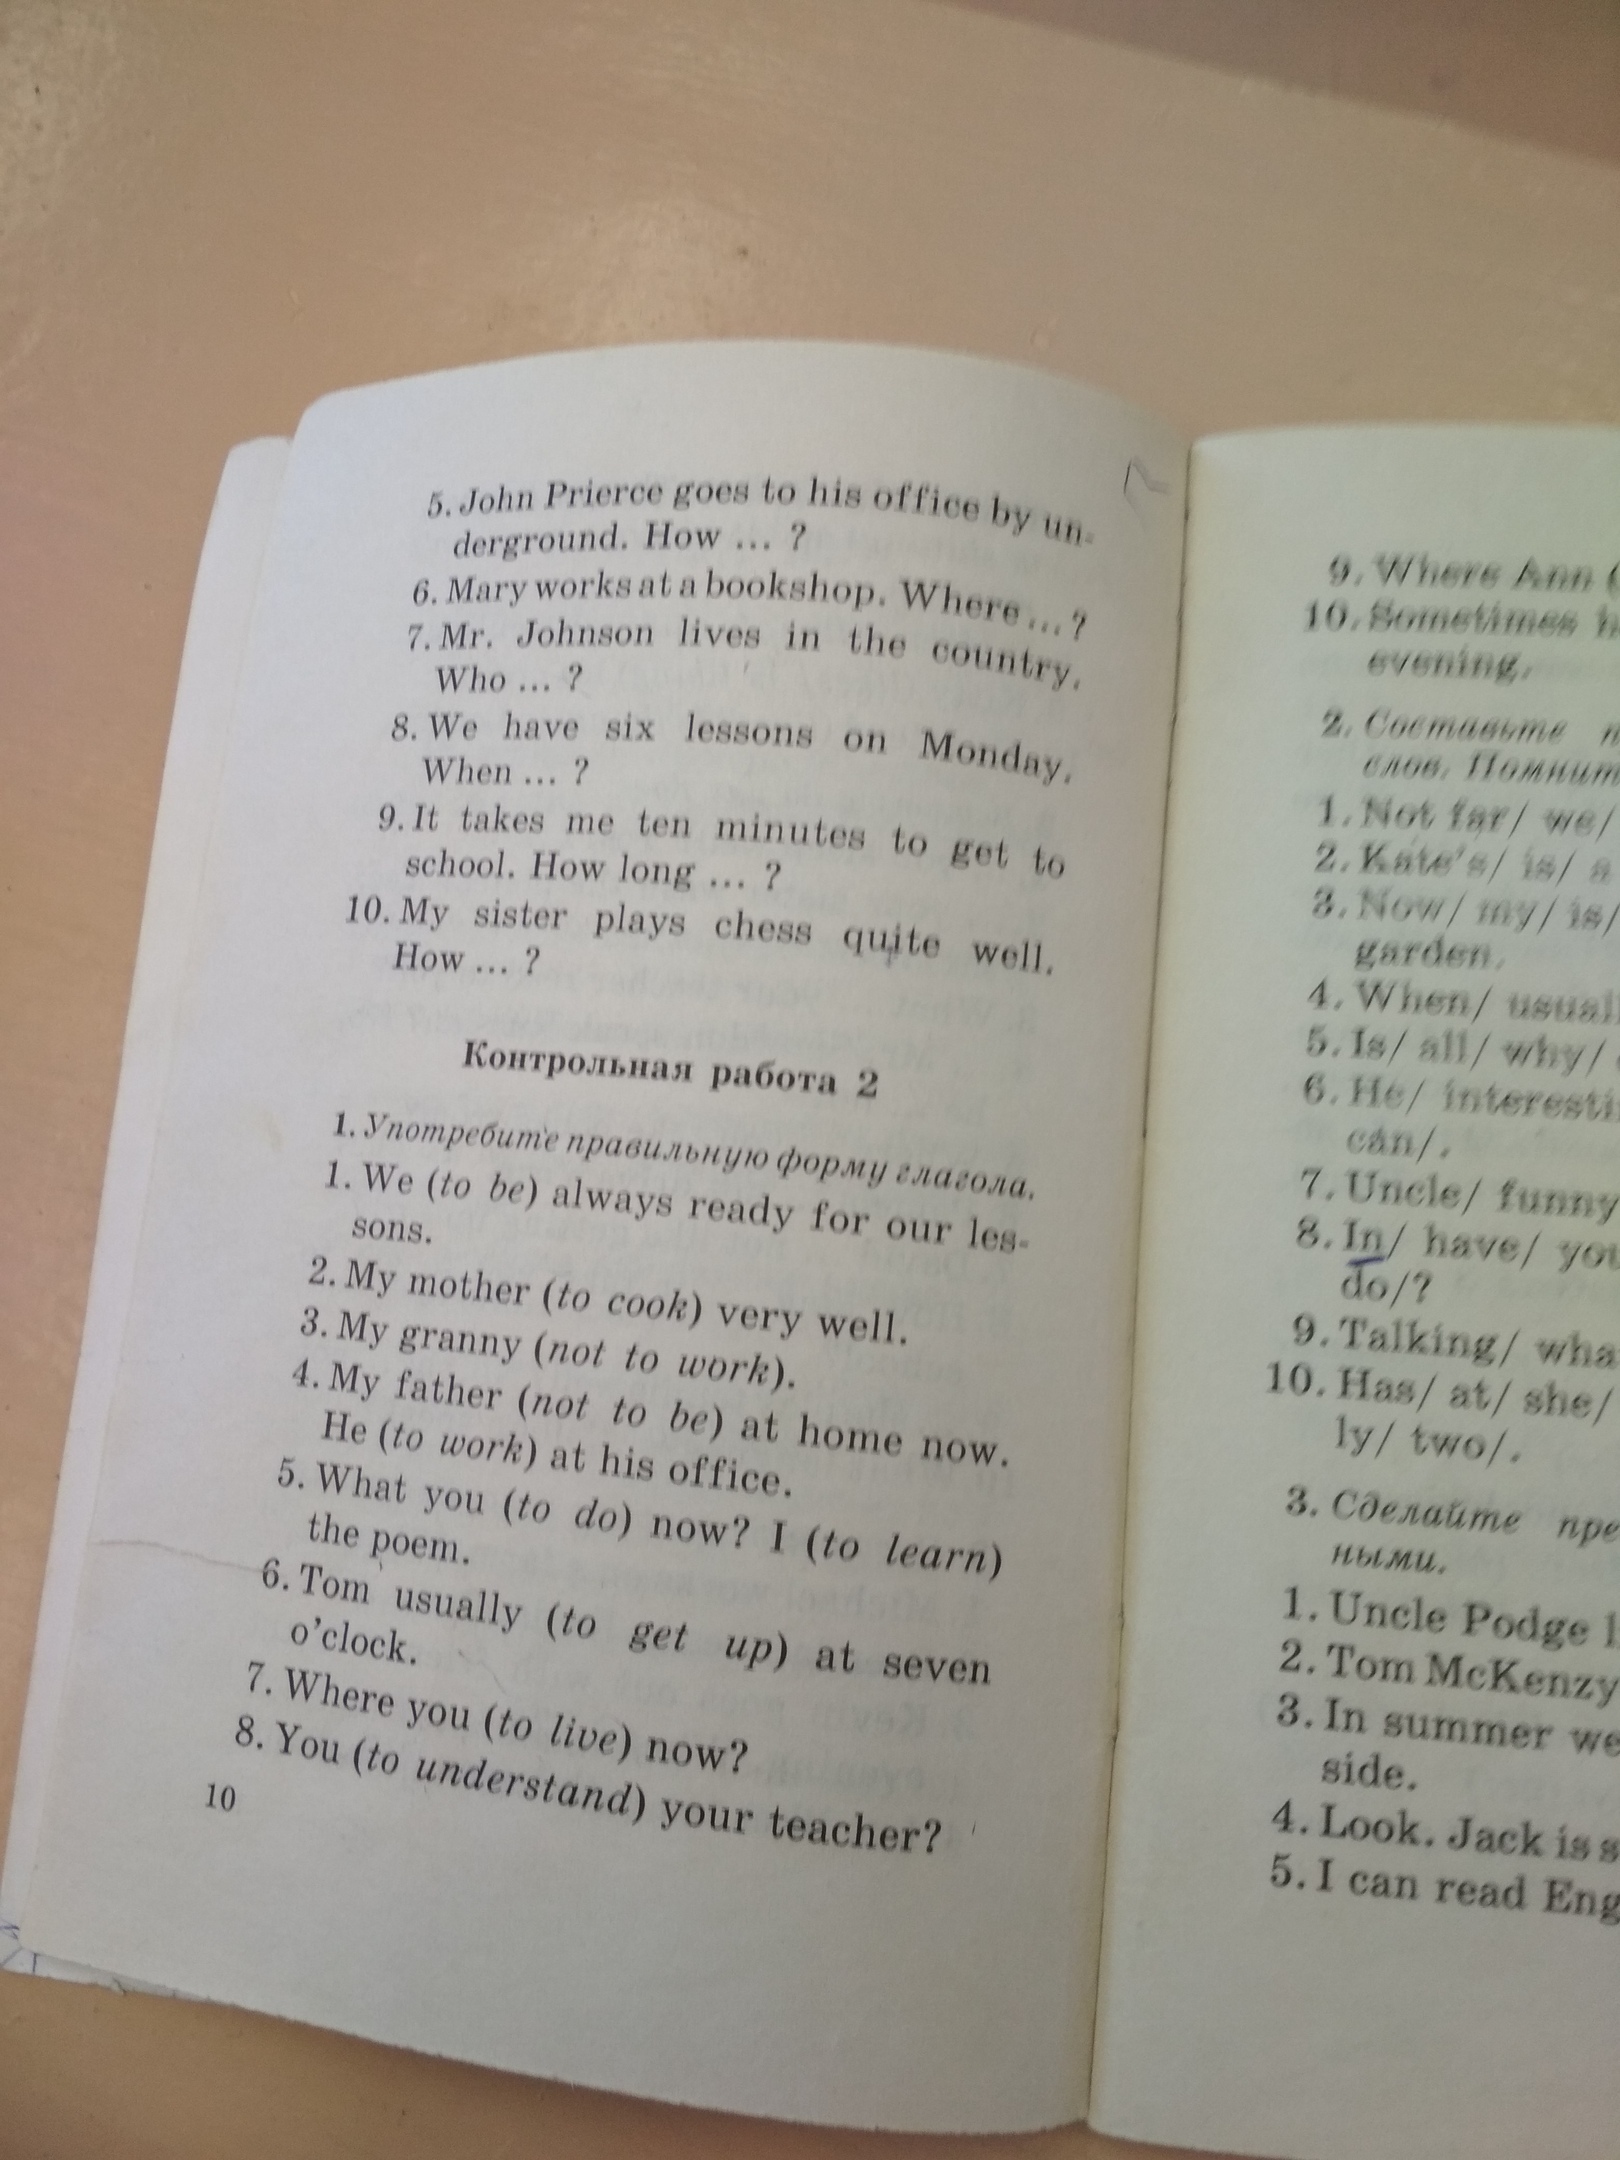 5. John Prierce goes to his office by un-
derground. How ... ?
6. Mary works at a bookshop. Where ... ?
7. Mr. Johnson lives in the country.
Who ... ?
8. We have six lessons on Monday.
When ... ?
9. It takes me ten minutes to get to
school. How long ... ?
10. My sister plays chess quite well.
How ... ?
Контрольная работа 2
1. Употребите правильную форму глагола.
1. We (to be) always ready for our les-
sons.
2. My mother (to cook) very well.
3. My granny (not to work).
4. My father (not to be) at home now.
He (to work) at his office.
5. What you (to do) now? I (to learn)
the poem.
6. Tom usually (to get up) at seven
o'clock.
7. Where you (to live) now?
8. You (to understand) your teacher?
10
9. Where Ann (
10. Sometimes
evening.
2. Составьте
слов.
1. Not far/ we/
2. Kate's/ is/ a
3. Now/ my/ is/
garden.
4. When/
5. Is/ all/ why/
6. He/
can/.
7. Uncle/ funny
8. In/ have/
do/?
9. Talking/
10. Has/ at/ she/
ly/ two/.
3. Сделайте пре
ными.
1. Uncle Podge
2. Tom McKenzy
3. In summer we
side.
4. Look. Jack is s
5. I can read Eng